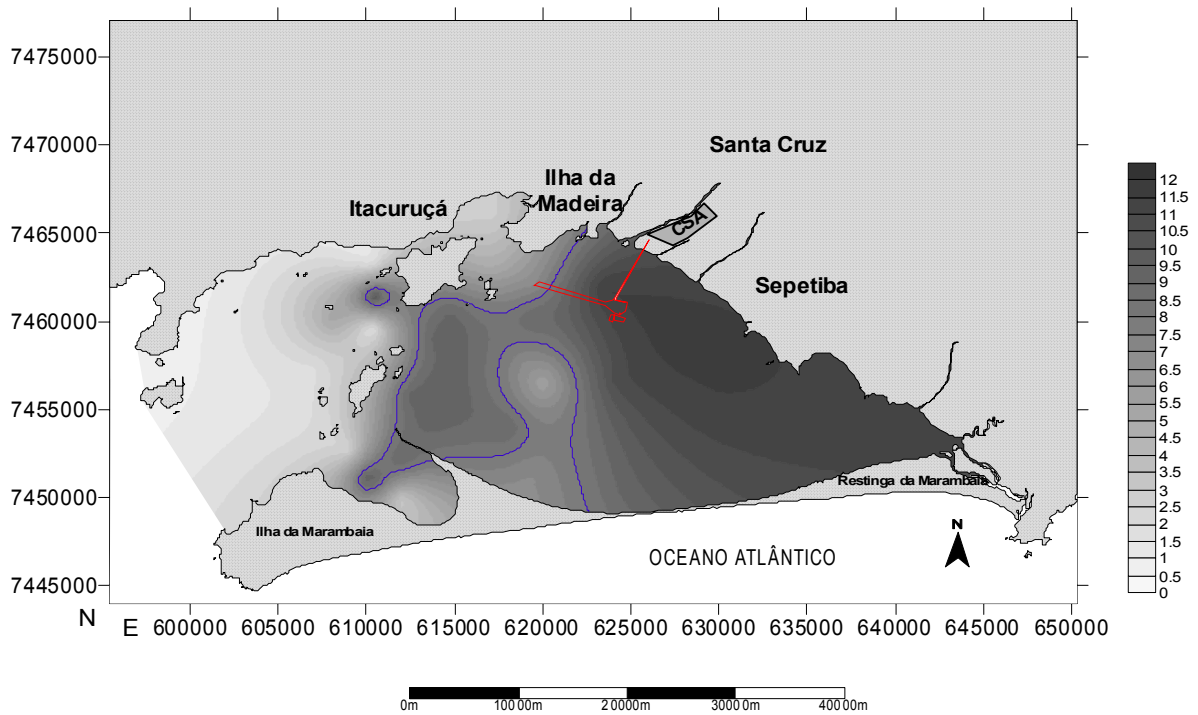 7475000
7470000
7465000
7460000
7455000
7450000
7445000
Santa Cruz
Ilha da
Madeira
Itacuruçá
CSA
Sepetiba
Restinga da Marambaia
Ilha da Marambaia
OCEANO ATLÂNTICO
N
12
11.5
11
10.5
10
9.5
9
8.5
8
7.5
7
6.5
6
5.5
5
4.5
4
3.5
3
2.5
2
1.5
1
0.5
0
N
E 600000 605000 610000 615000 620000 625000 630000 635000 640000 645000 650000
0m 10000m 20000m 30000m 40000m